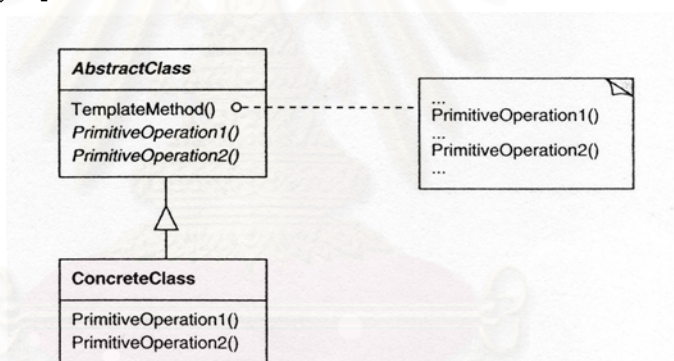 AbstractClass
TemplateMethod()
PrimitiveOperation1()
PrimitiveOperation2()
...
PrimitiveOperation1()
...
PrimitiveOperation2()
...
ConcreteClass
PrimitiveOperation1()
PrimitiveOperation2()